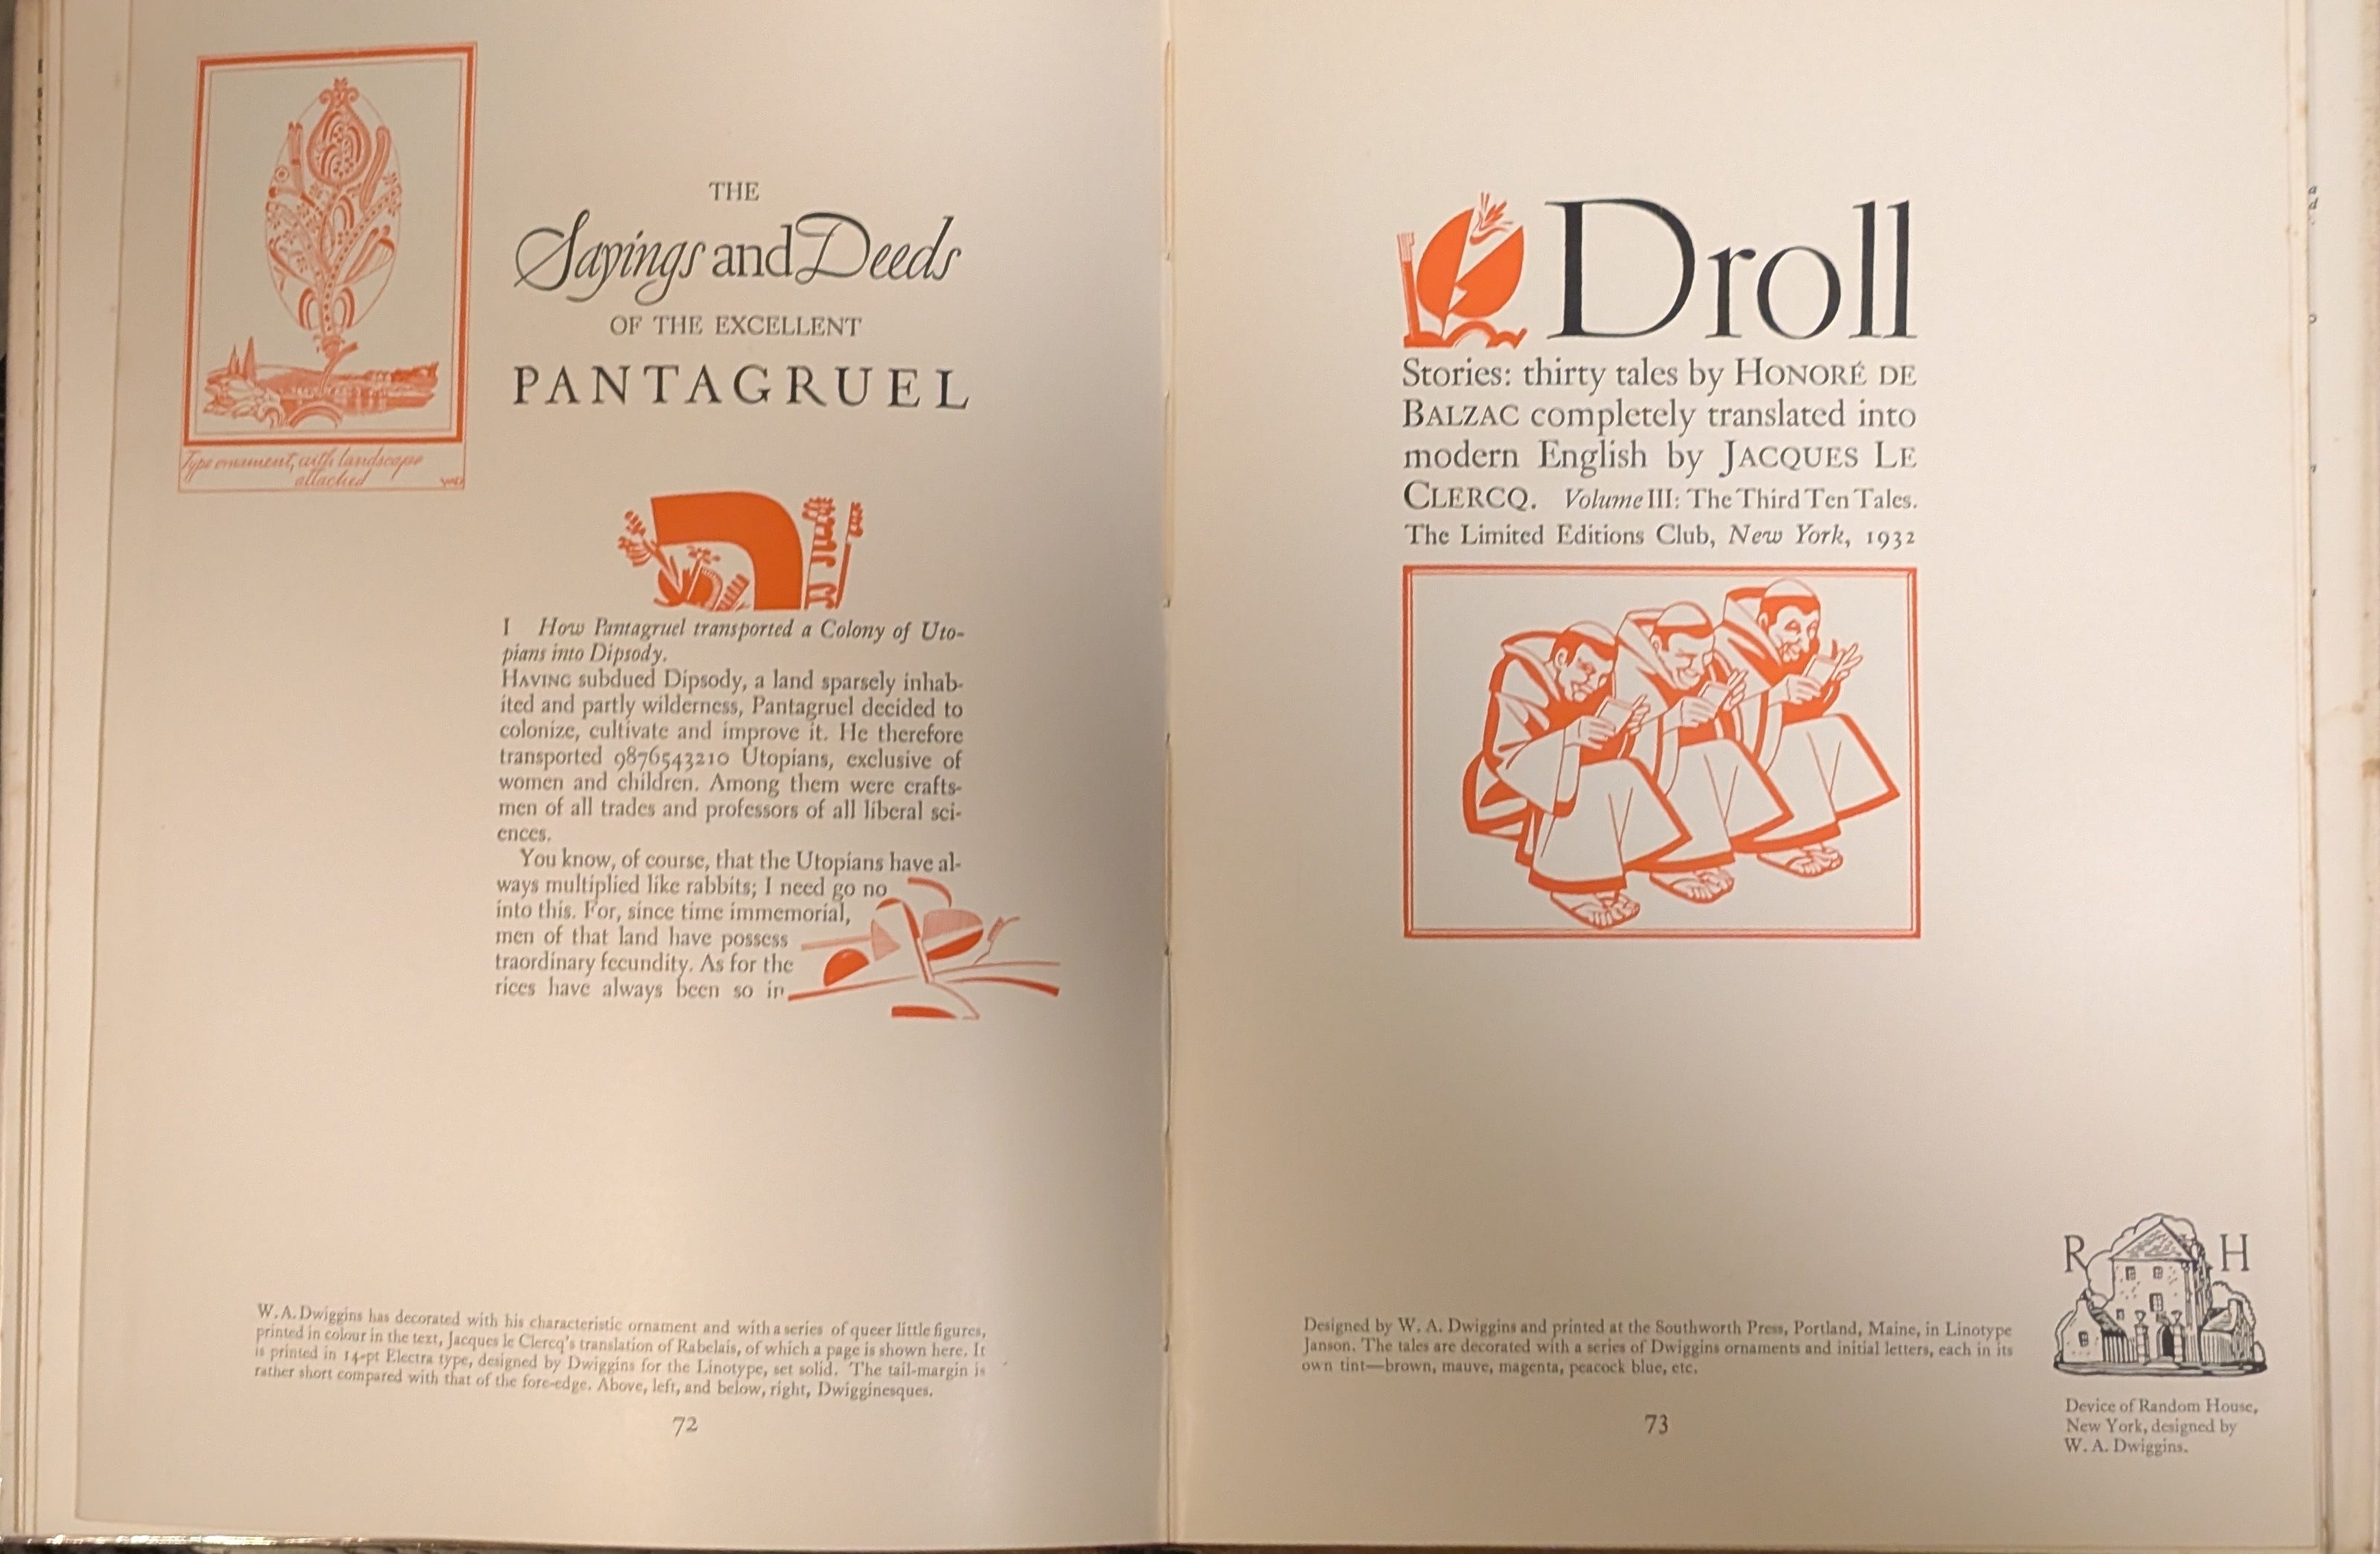 Type ornament, with landscape
attached
WAD
THE
Sayings and Deeds
OF THE EXCELLENT
PANTAGRUEL
I How Pantagruel transported a Colony of Uto-
pians into Dipsody.
HAVING subdued Dipsody, a land sparsely inhab-
ited and partly wilderness, Pantagruel decided to
colonize, cultivate and improve it. He therefore
transported 9876543210 Utopians, exclusive of
women and children. Among them were crafts-
men of all trades and professors of all liberal sci-
ences.
You know, of course, that the Utopians have al-
ways multiplied like rabbits; I need go no
into this. For, since time immemorial,
men of that land have possess
traordinary fecundity. As for the
rices have always been so in
W. A. Dwiggins has decorated with his characteristic ornament and with a series of queer little figures,
printed in colour in the text, Jacques le Clercq's translation of Rabelais, of which a page is shown here. It
is printed in 14-pt Electra type, designed by Dwiggins for the Linotype, set solid. The tail-margin is
rather short compared with that of the fore-edge. Above, left, and below, right, Dwigginesques.
72
Droll
Stories: thirty tales by HONORÉ DE
BALZAC completely translated into
modern English by JACQUES LE
CLERCQ. Volume III: The Third Ten Tales.
The Limited Editions Club, New York, 1932
R H
Designed by W. A. Dwiggins and printed at the Southworth Press, Portland, Maine, in Linotype
Janson. The tales are decorated with a series of Dwiggins ornaments and initial letters, each in its
own tint—brown, mauve, magenta, peacock blue, etc.
Device of Random House,
New York, designed by
W. A. Dwiggins.
73